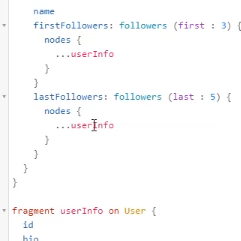 name
firstFollowers: followers (first : 3) {
nodes {
...userInfo
}
}
lastFollowers: followers (last : 5) {
nodes {
...userInfo
}
}
}
}
fragment userInfo on User {
id
bio